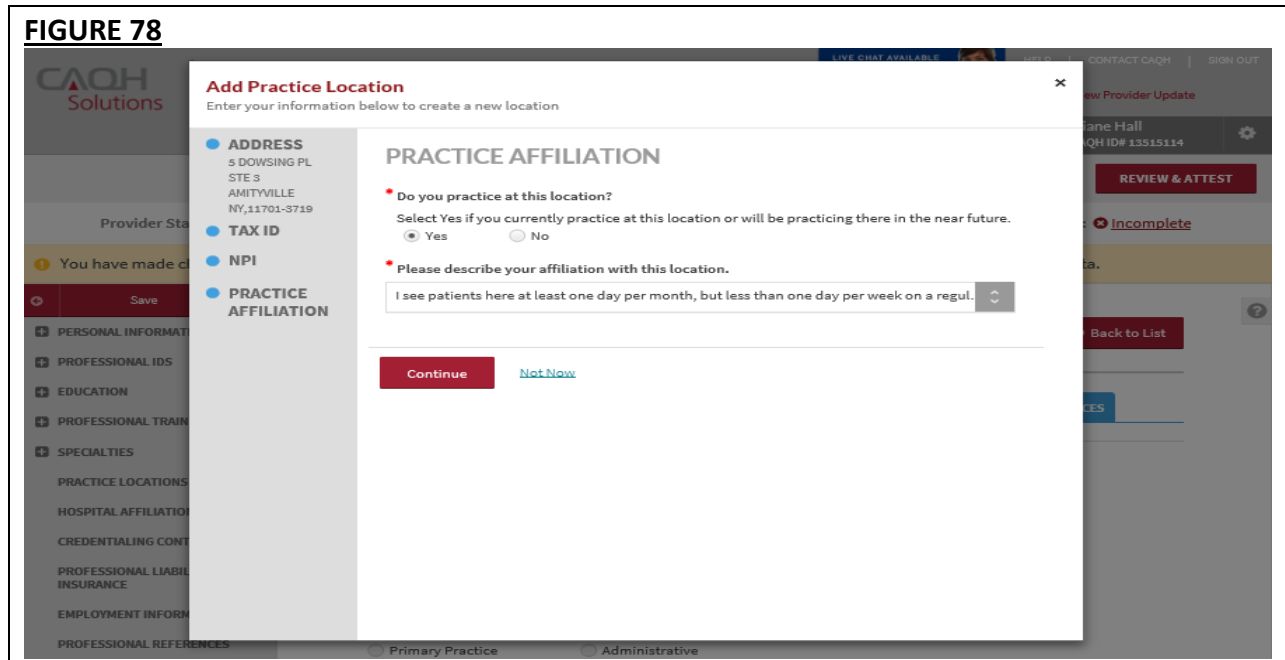 FIGURE 78
LIVE CHAT AVAILABLE
HELP | CONTACT CAQH | SIGN OUT
CAQH
Solutions
ew Provider Update
iane Hall
AQH ID# 13515114
REVIEW & ATTEST
Provider Sta
: Incomplete
You have made c
ta.
Save
PERSONAL INFORMAT
PROFESSIONAL IDS
EDUCATION
PROFESSIONAL TRAIN
SPECIALTIES
PRACTICE LOCATIONS
HOSPITAL AFFILIATIO
CREDENTIALING CONT
PROFESSIONAL LIABIL
INSURANCE
EMPLOYMENT INFORM
PROFESSIONAL REFERENCES
Add Practice Location
Enter your information below to create a new location
×
ADDRESS
5 DOWSING PL
STE 3
AMITYVILLE
NY,11701-3719
TAX ID
NPI
PRACTICE
AFFILIATION
PRACTICE AFFILIATION
* Do you practice at this location?
Select Yes if you currently practice at this location or will be practicing there in the near future.
Yes No
* Please describe your affiliation with this location.
I see patients here at least one day per month, but less than one day per week on a regul.
Continue Not Now
Back to List
CES
Primary Practice Administrative